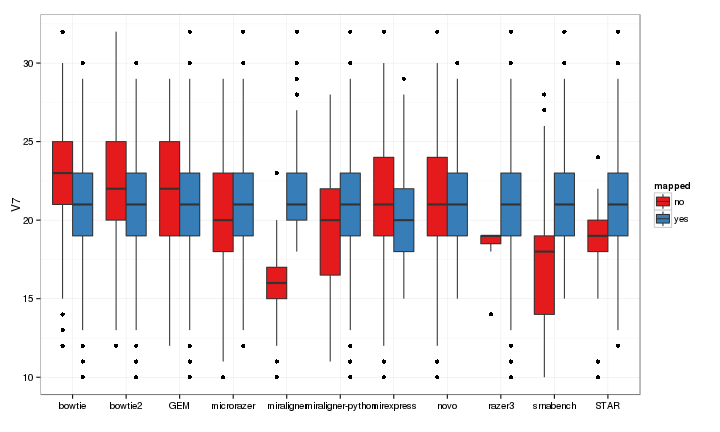 V7
30
25
20
15
10
bowtie bowtie2 GEM microrazer miraligner miraligner-python mirexpress novo razer3 srnabench STAR
mapped
no
yes